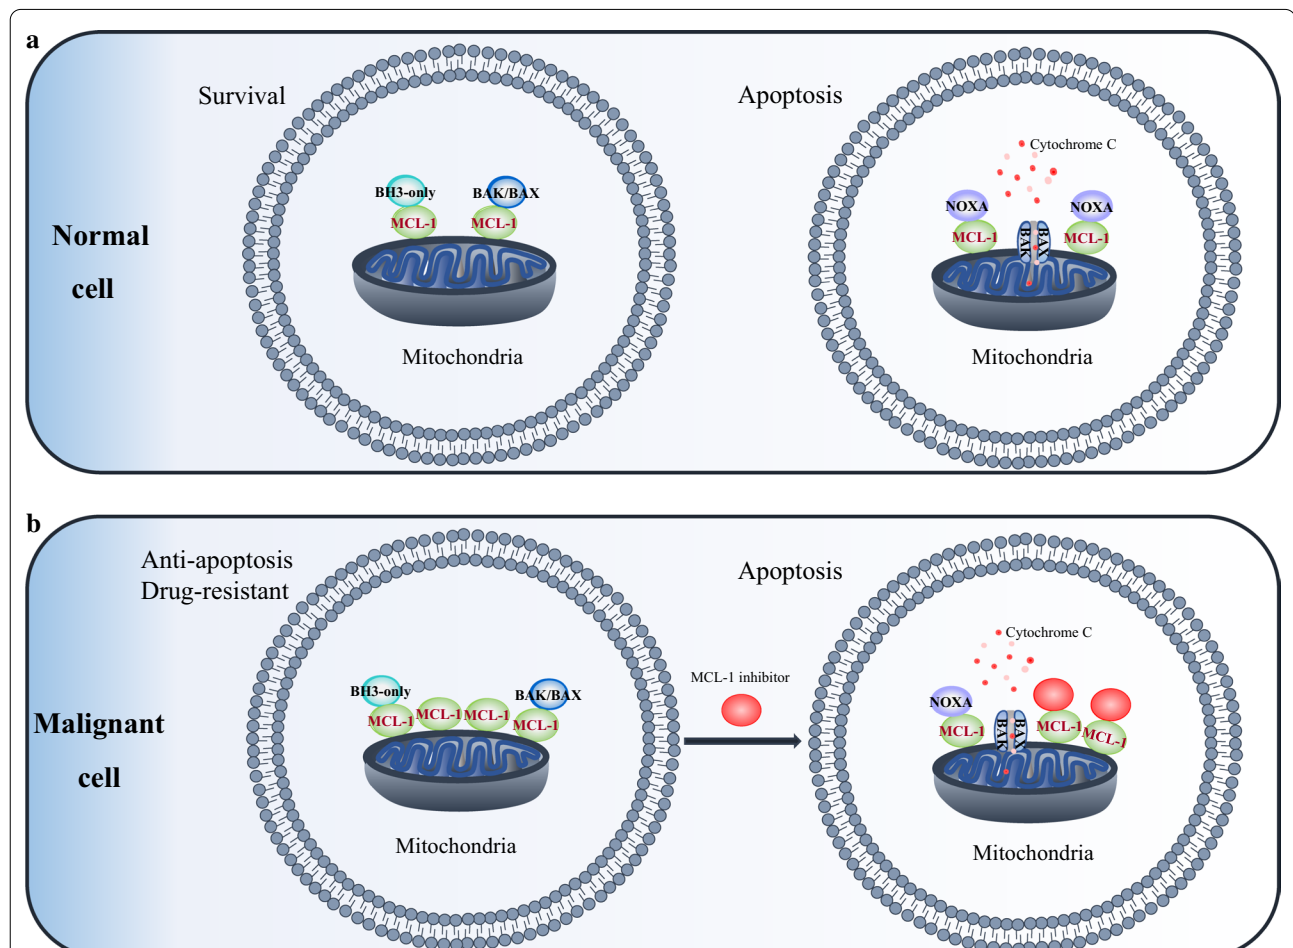 a
Survival
Apoptosis
Cytochrome C
BH3-only
BAK/BAX
MCL-1
MCL-1
NOXA
NOXA
MCL-1
BAK
BAX
MCL-1
Normal
cell
Mitochondria
Mitochondria
b
Anti-apoptosis
Drug-resistant
Apoptosis
Cytochrome C
MCL-1 inhibitor
BH3-only
BAK/BAX
MCL-1
MCL-1
MCL-1
MCL-1
NOXA
MCL-1
BAK
BAX
MCL-1
MCL-1
Malignant
cell
Mitochondria
Mitochondria